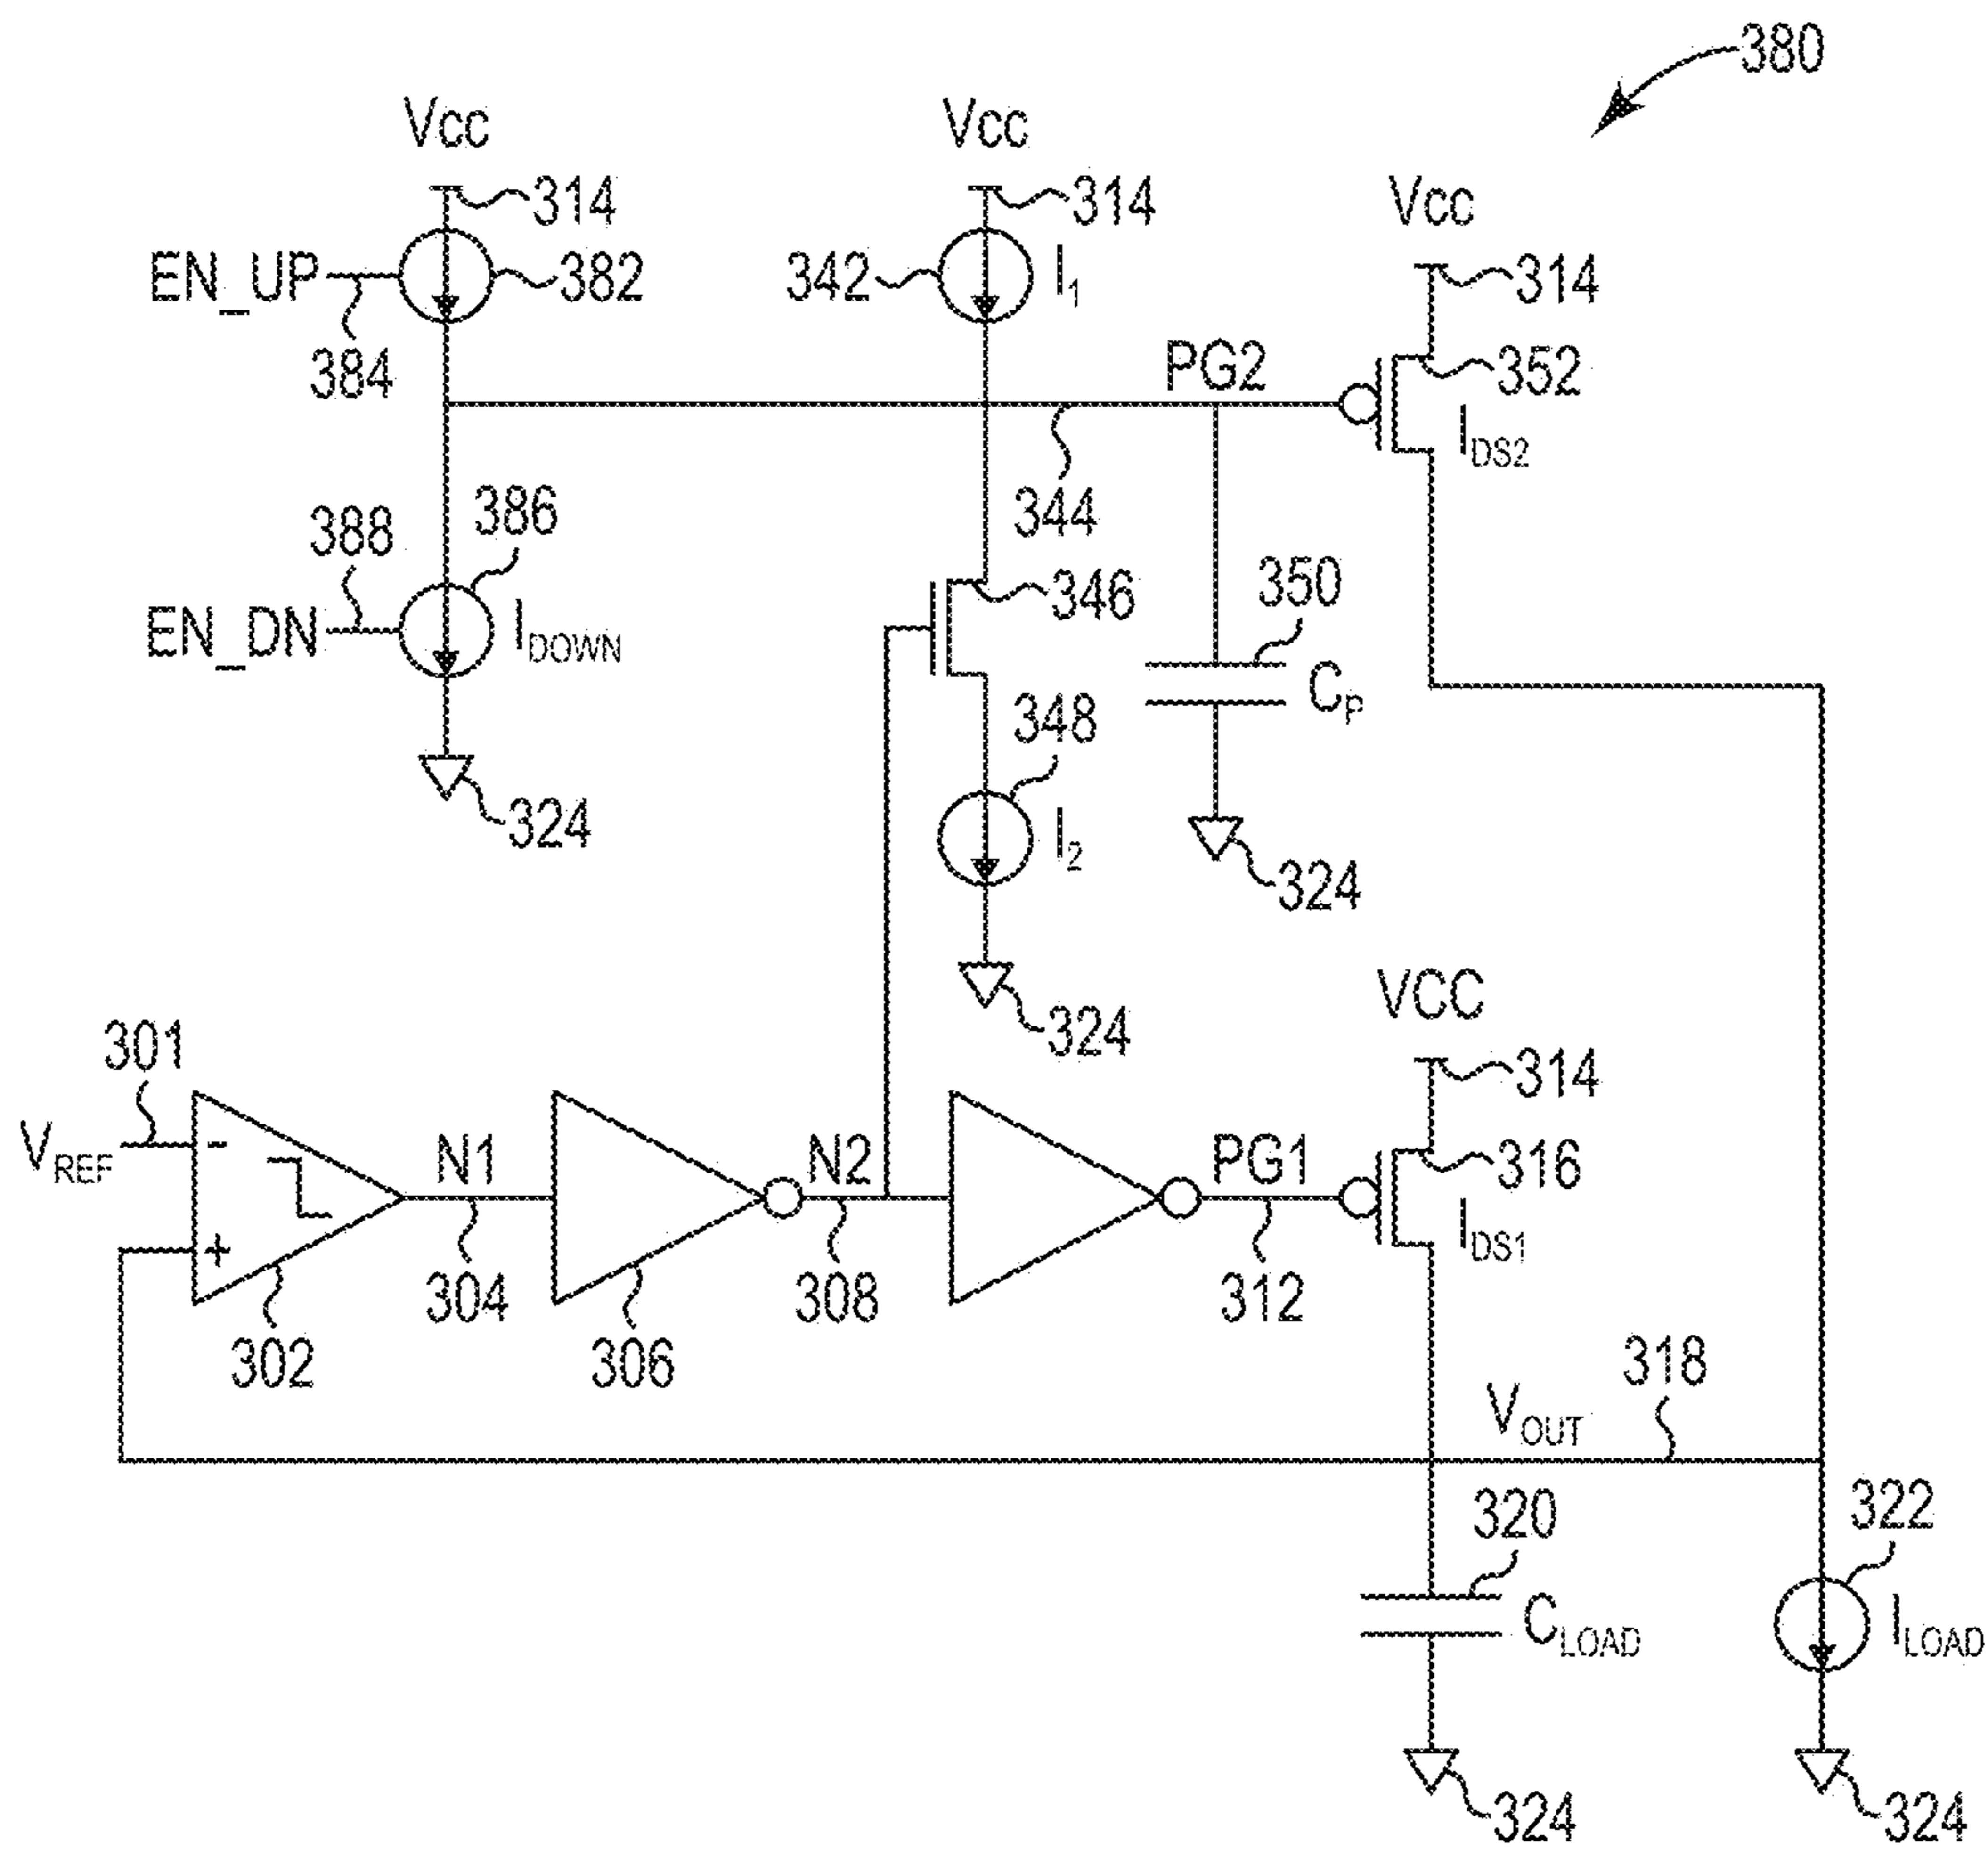 380
Vcc
Vcc
314
314
Vcc
EN_UP
382
342
I1
314
384
PG2
352
IDS2
344
388
386
EN_DN
IDOWN
346
350
CP
348
324
I2
324
324
VCC
301
314
VREF
-
N1
N2
PG1
316
+
IDS1
304
308
312
302
306
318
VOUT
320
322
CLOAD
ILOAD
324
324